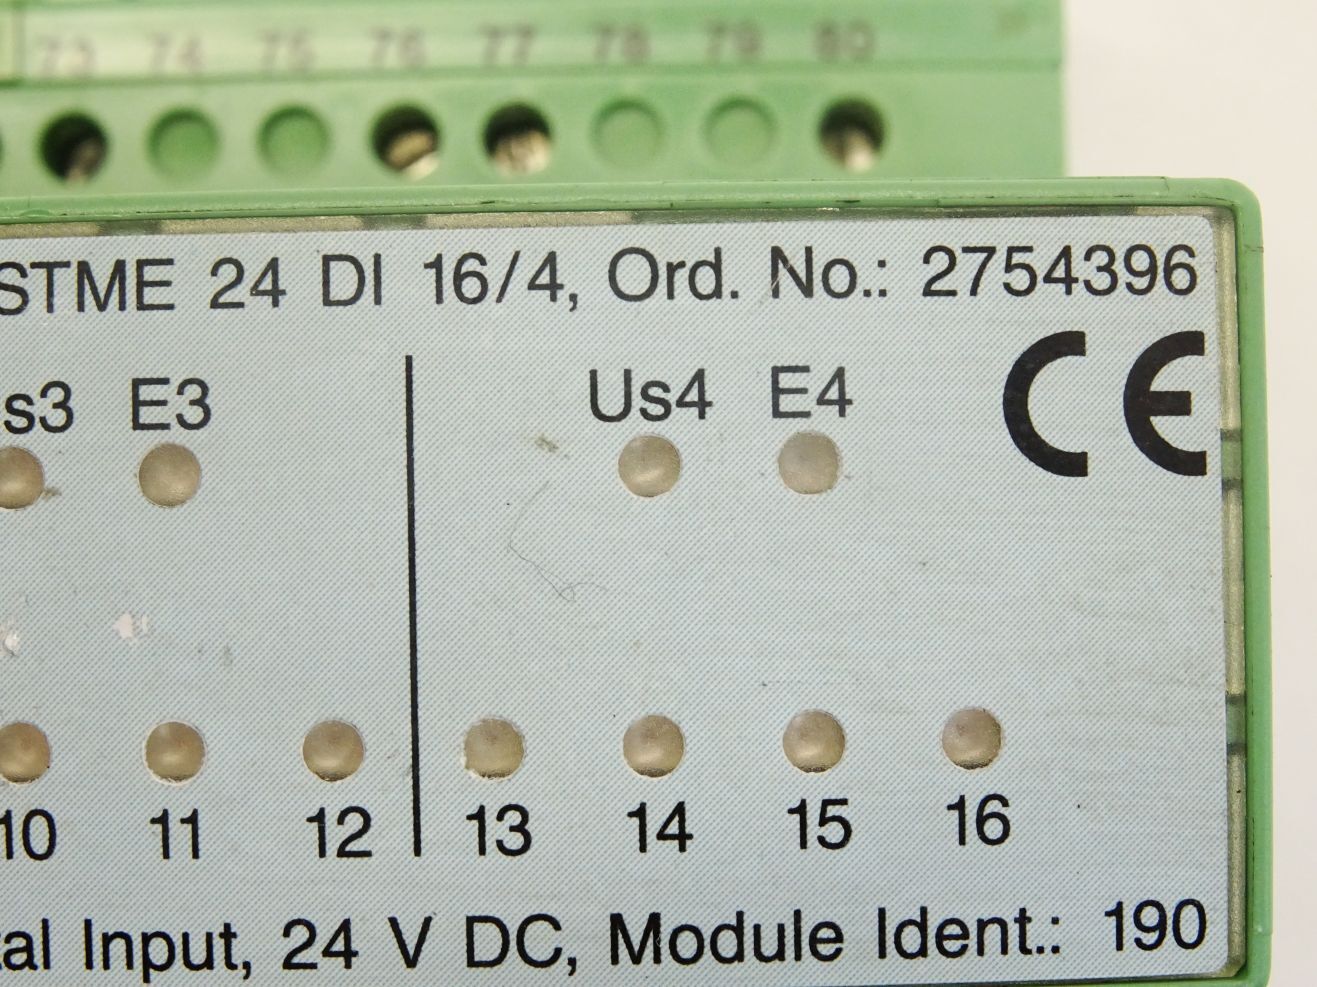 73 74 75 76 77 78 79 80
STME 24 DI 16/4, Ord. No.: 2754396
s3 E3 Us4 E4 CE
10 11 12 13 14 15 16
tal Input, 24 V DC, Module Ident.: 190